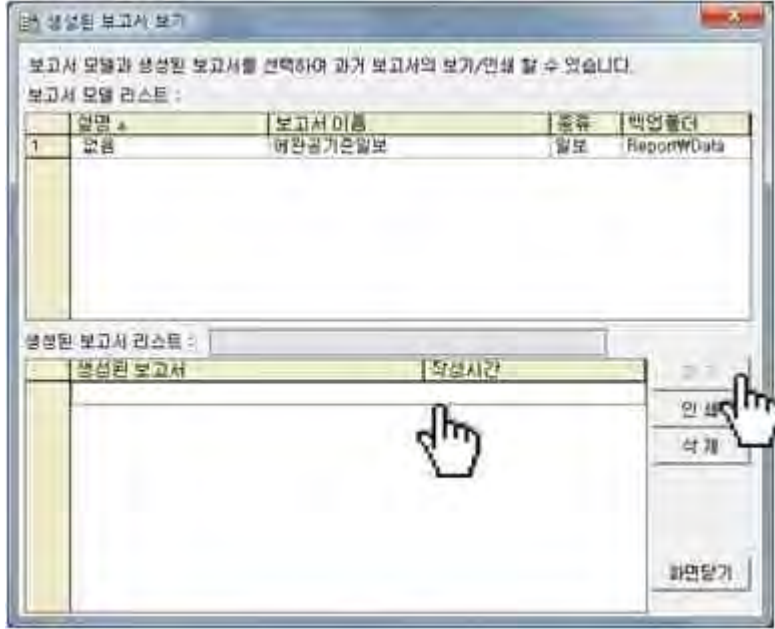 생성된 보고서 보기
보고서 모델과 생성된 보고서를 선택하여 과거 보고서의 보기/인쇄 할 수 있습니다.
보고서 모델 리스트 :
설명 보고서 이름 종류 백업폴더
1 없음 일보 Report\Data
생성된 보고서 리스트 :
생성된 보고서 작성시간
보 기
인 쇄
삭 제
화면닫기